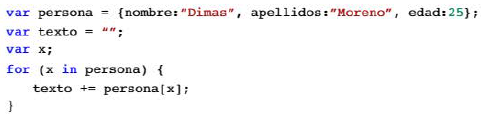 var persona = {nombre:"Dimas", apellidos:"Moreno", edad:25};
var texto = “”;
var x;
for (x in persona) {
texto += persona[x];
}